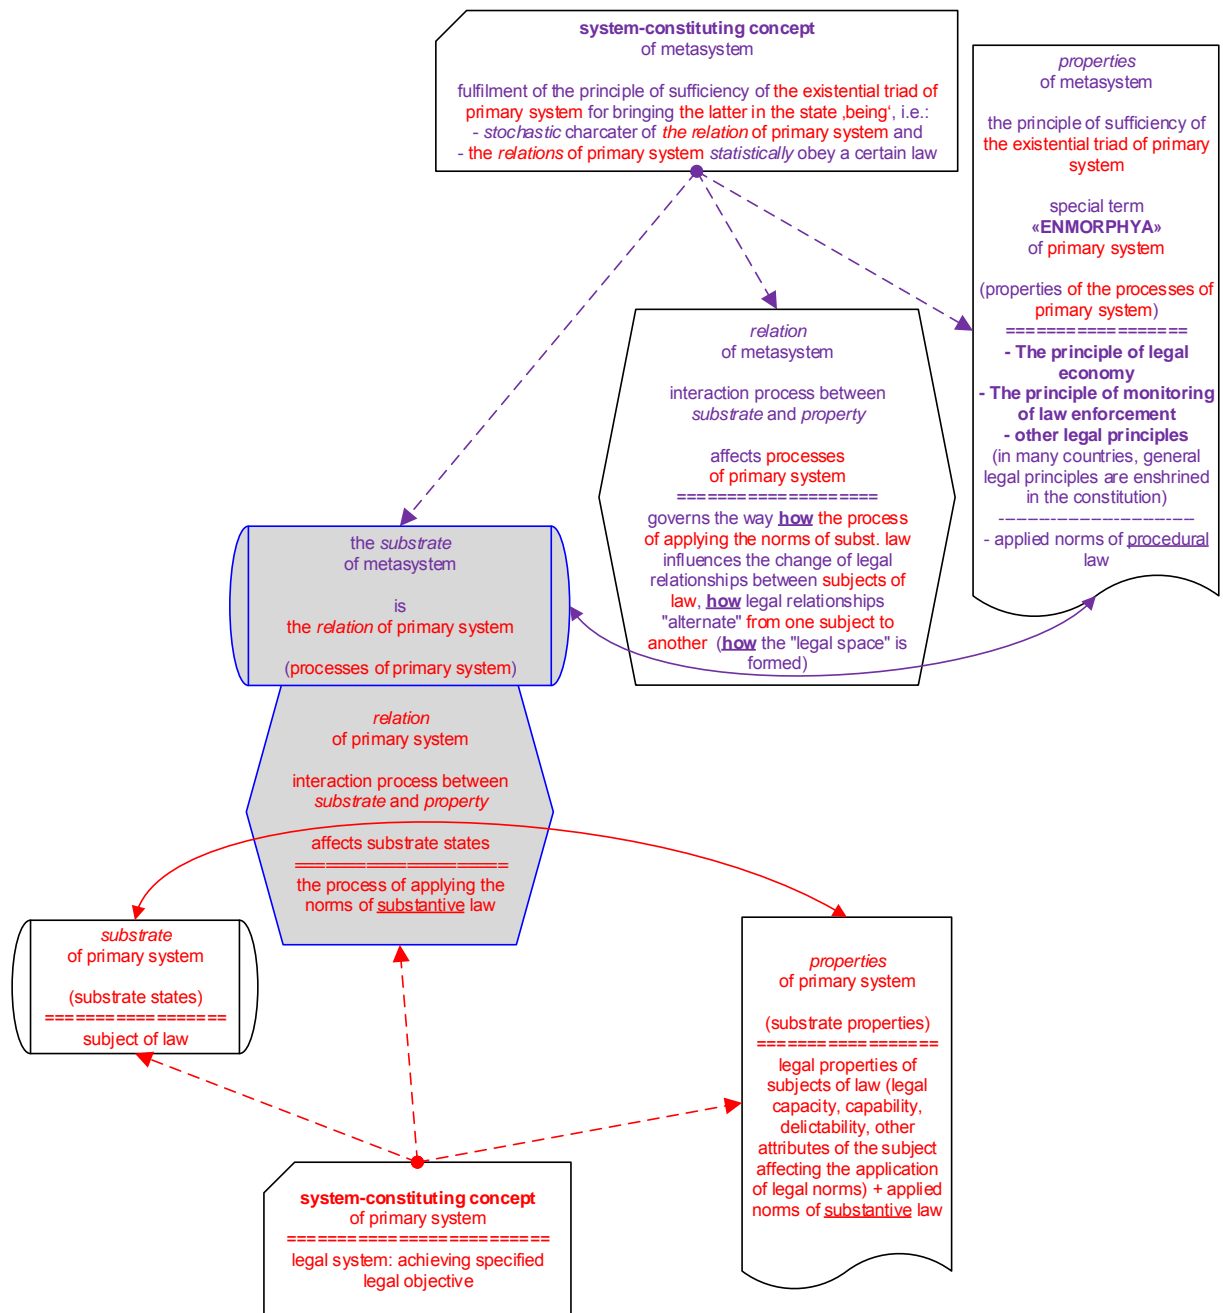 system-constituting concept
of metasystem
fulfilment of the principle of sufficiency of the existential triad of
primary system for bringing the latter in the state ‚being‘, i.e.:
- stochastic charcater of the relation of primary system and
- the relations of primary system statistically obey a certain law
properties
of metasystem
the principle of sufficiency of
the existential triad of primary
system
special term
«ENMORPHYA»
of primary system
(properties of the processes of
primary system)
==================
- The principle of legal
economy
- The principle of monitoring
of law enforcement
- other legal principles
(in many countries, general
legal principles are enshrined
in the constitution)
-----------------------
- applied norms of procedural
law
relation
of metasystem
interaction process between
substrate and property
affects processes
of primary system
====================
governs the way how the process
of applying the norms of subst. law
influences the change of legal
relationships between subjects of
law, how legal relationships
"alternate" from one subject to
another (how the "legal space" is
formed)
the substrate
of metasystem
is
the relation of primary system
(processes of primary system)
relation
of primary system
interaction process between
substrate and property
affects substrate states
=====================
the process of applying the
norms of substantive law
substrate
of primary system
(substrate states)
==================
subject of law
properties
of primary system
(substrate properties)
==================
legal properties of
subjects of law (legal
capacity, capability,
delictability, other
attributes of the subject
affecting the application
of legal norms) + applied
norms of substantive law
system-constituting concept
of primary system
==========================
legal system: achieving specified
legal objective